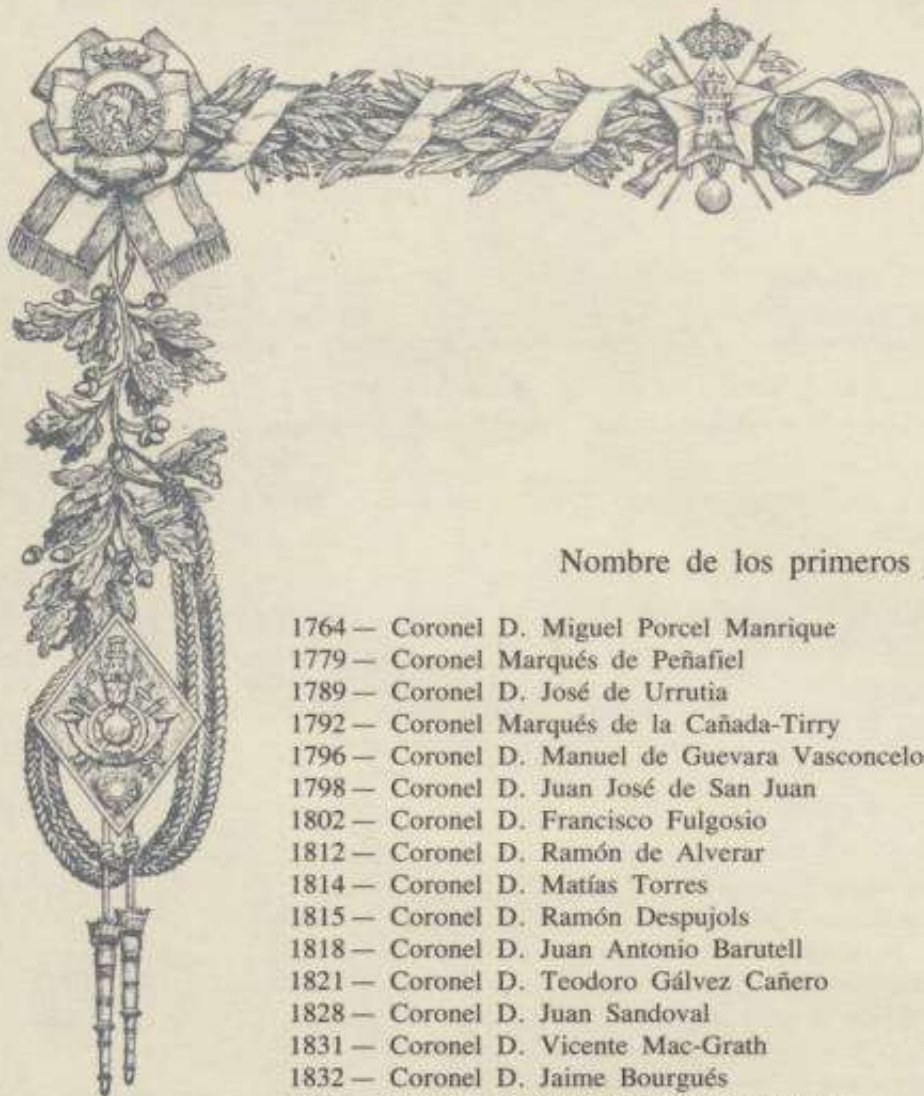 Nombre de los primeros
1764 — Coronel D. Miguel Porcel Manrique
1779 — Coronel Marqués de Peñafiel
1789 — Coronel D. José de Urrutia
1792 — Coronel Marqués de la Cañada-Tirry
1796 — Coronel D. Manuel de Guevara Vasconcelo
1798 — Coronel D. Juan José de San Juan
1802 — Coronel D. Francisco Fulgosio
1812 — Coronel D. Ramón de Alverar
1814 — Coronel D. Matías Torres
1815 — Coronel D. Ramón Despujols
1818 — Coronel D. Juan Antonio Barutell
1821 — Coronel D. Teodoro Gálvez Cañero
1828 — Coronel D. Juan Sandoval
1831 — Coronel D. Vicente Mac-Grath
1832 — Coronel D. Jaime Bourgués